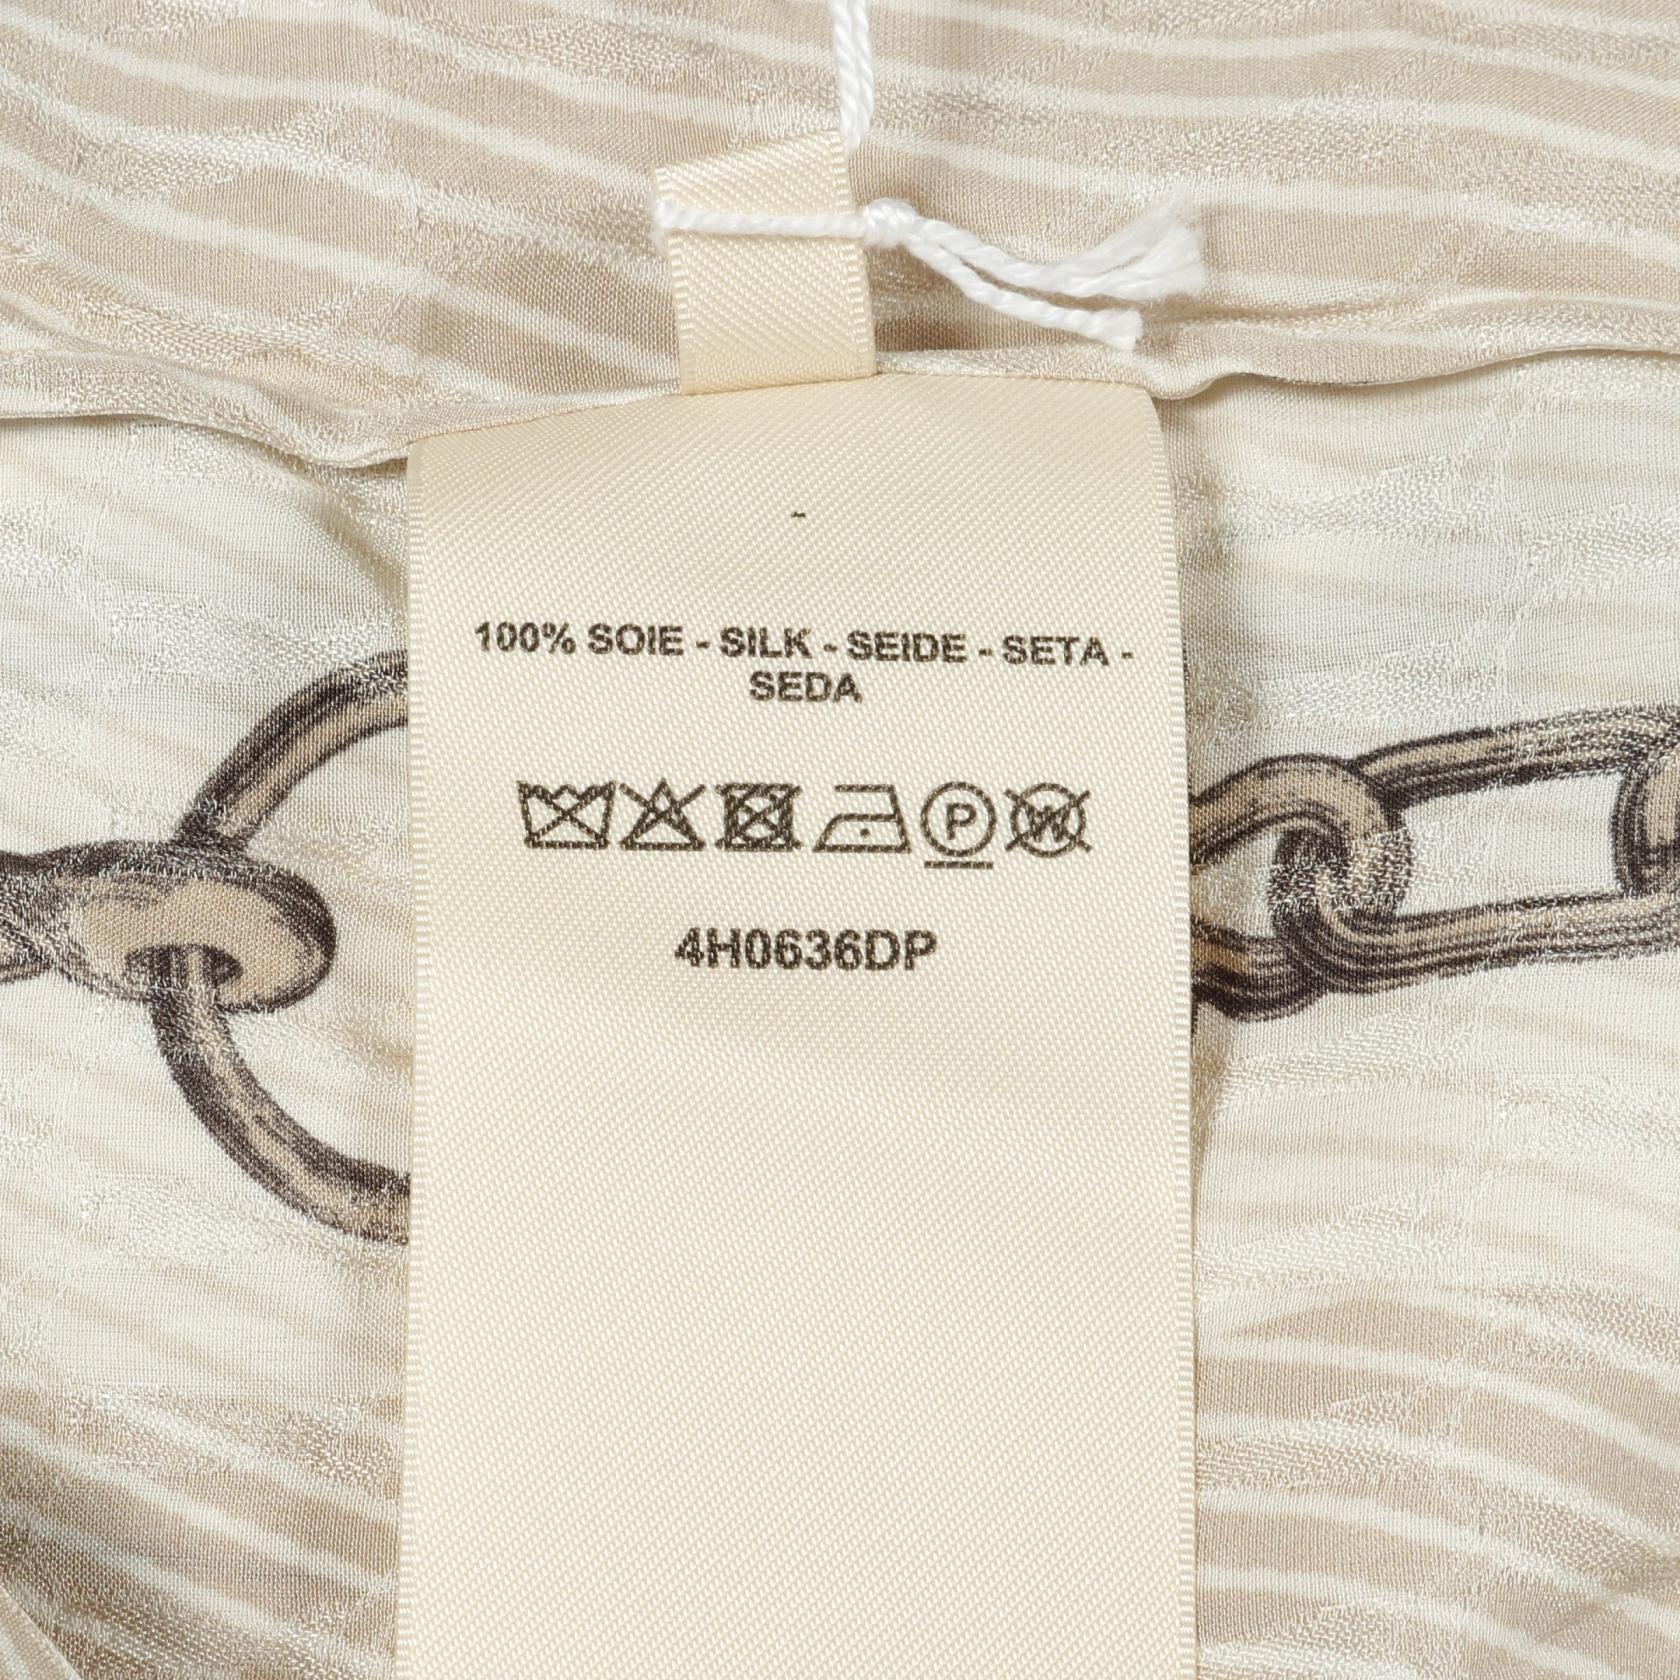 -
100% SOIE - SILK - SEIDE - SETA -
SEDA
P W
4H0636DP